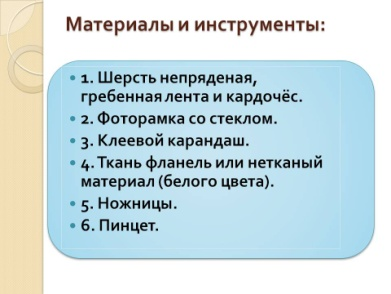 Материалы и инструменты:
• 1. Шерсть непряденая,
гребенная лента и кардочёс.
• 2. Фоторамка со стеклом.
• 3. Клеевой карандаш.
• 4. Ткань фланель или нетканый
материал (белого цвета).
• 5. Ножницы.
• 6. Пинцет.